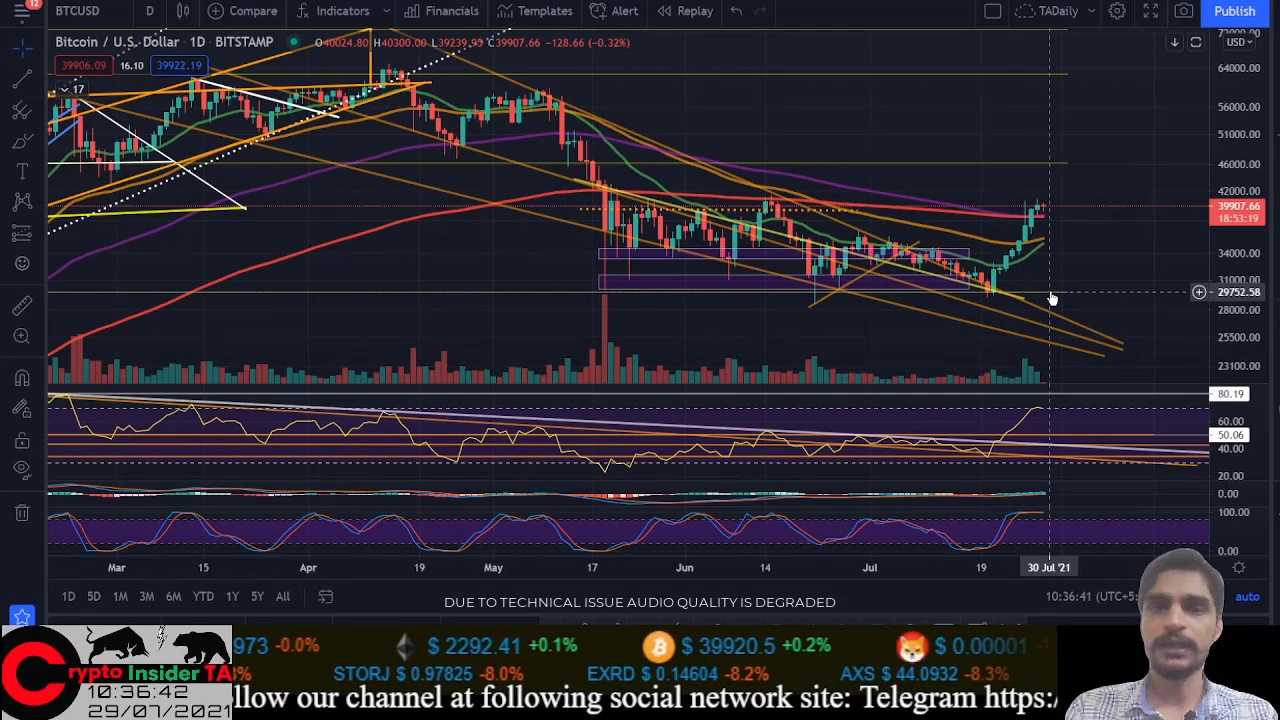 12
BTCUSD D Compare Indicators Financials Templates Alert Replay TADaily Publish
Bitcoin / U.S. Dollar 1D BITSTAMP O40024.80 H40300.00 L39239.95 C39907.66 −128.66 (−0.32%)
USD
39906.09 16.10 39922.19
17
72000.00
64000.00
56000.00
51000.00
46000.00
42000.00
39907.66
18:53:19
34000.00
31000.00
29752.58
28000.00
25500.00
23100.00
80.19
60.00
50.06
40.00
20.00
0.00
100.00
0.00
Mar 15 Apr 19 May 17 Jun 14 Jul 19 30 Jul '21
1D 5D 1M 3M 6M YTD 1Y 5Y All
10:36:41 (UTC+5: auto
DUE TO TECHNICAL ISSUE AUDIO QUALITY IS DEGRADED
Crypto Insider TA
10:36:42
29/07/2021
973 -0.0% $ 2292.41 +0.1% $ 39920.5 +0.2% $ 0.00001
8% STORJ $ 0.97825 -8.0% EXRD $ 0.14604 -8.2% AXS $ 44.0932 -8.3%
ollow our channel at following social network site: Telegram https:/